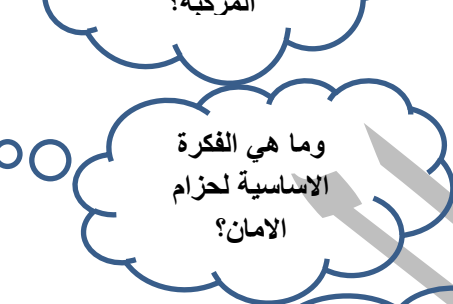 المركبة؟
وما هي الفكرة
الاساسية لحزام
الامان؟